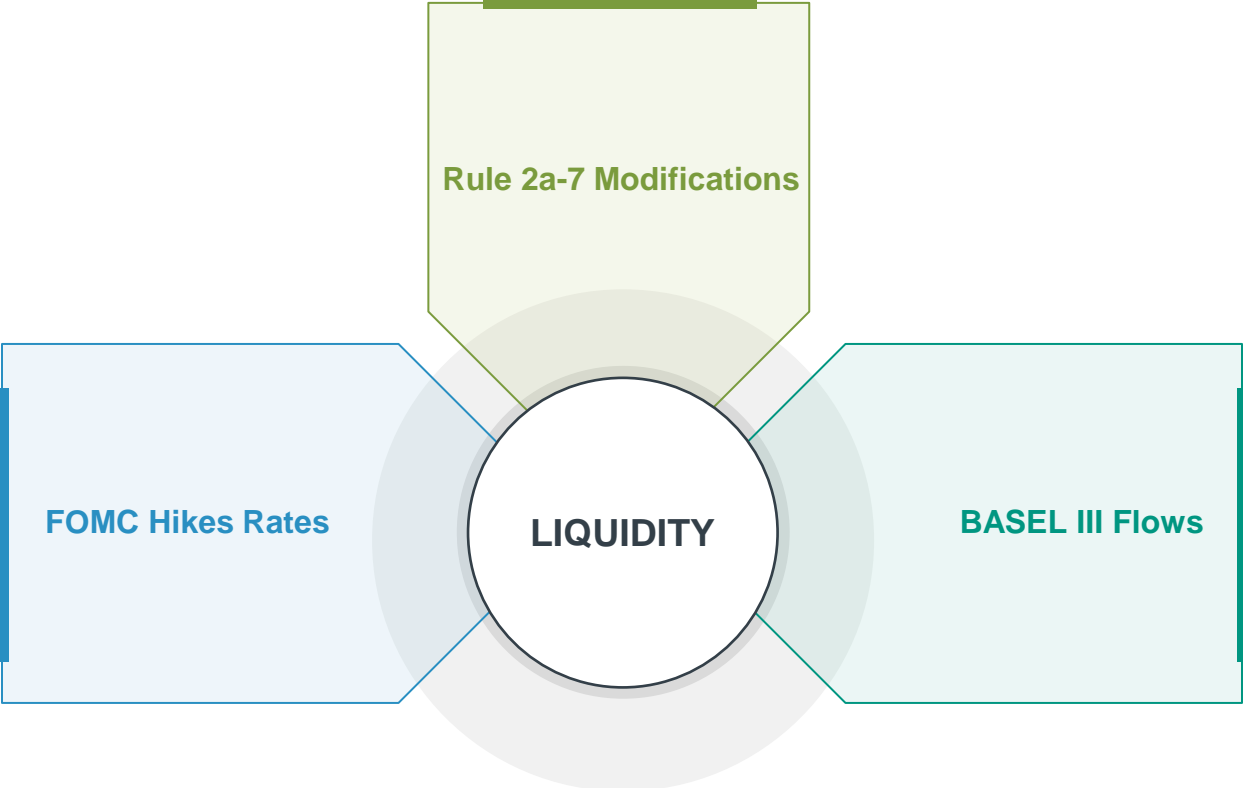 Rule 2a-7 Modifications
FOMC Hikes Rates
LIQUIDITY
BASEL III Flows